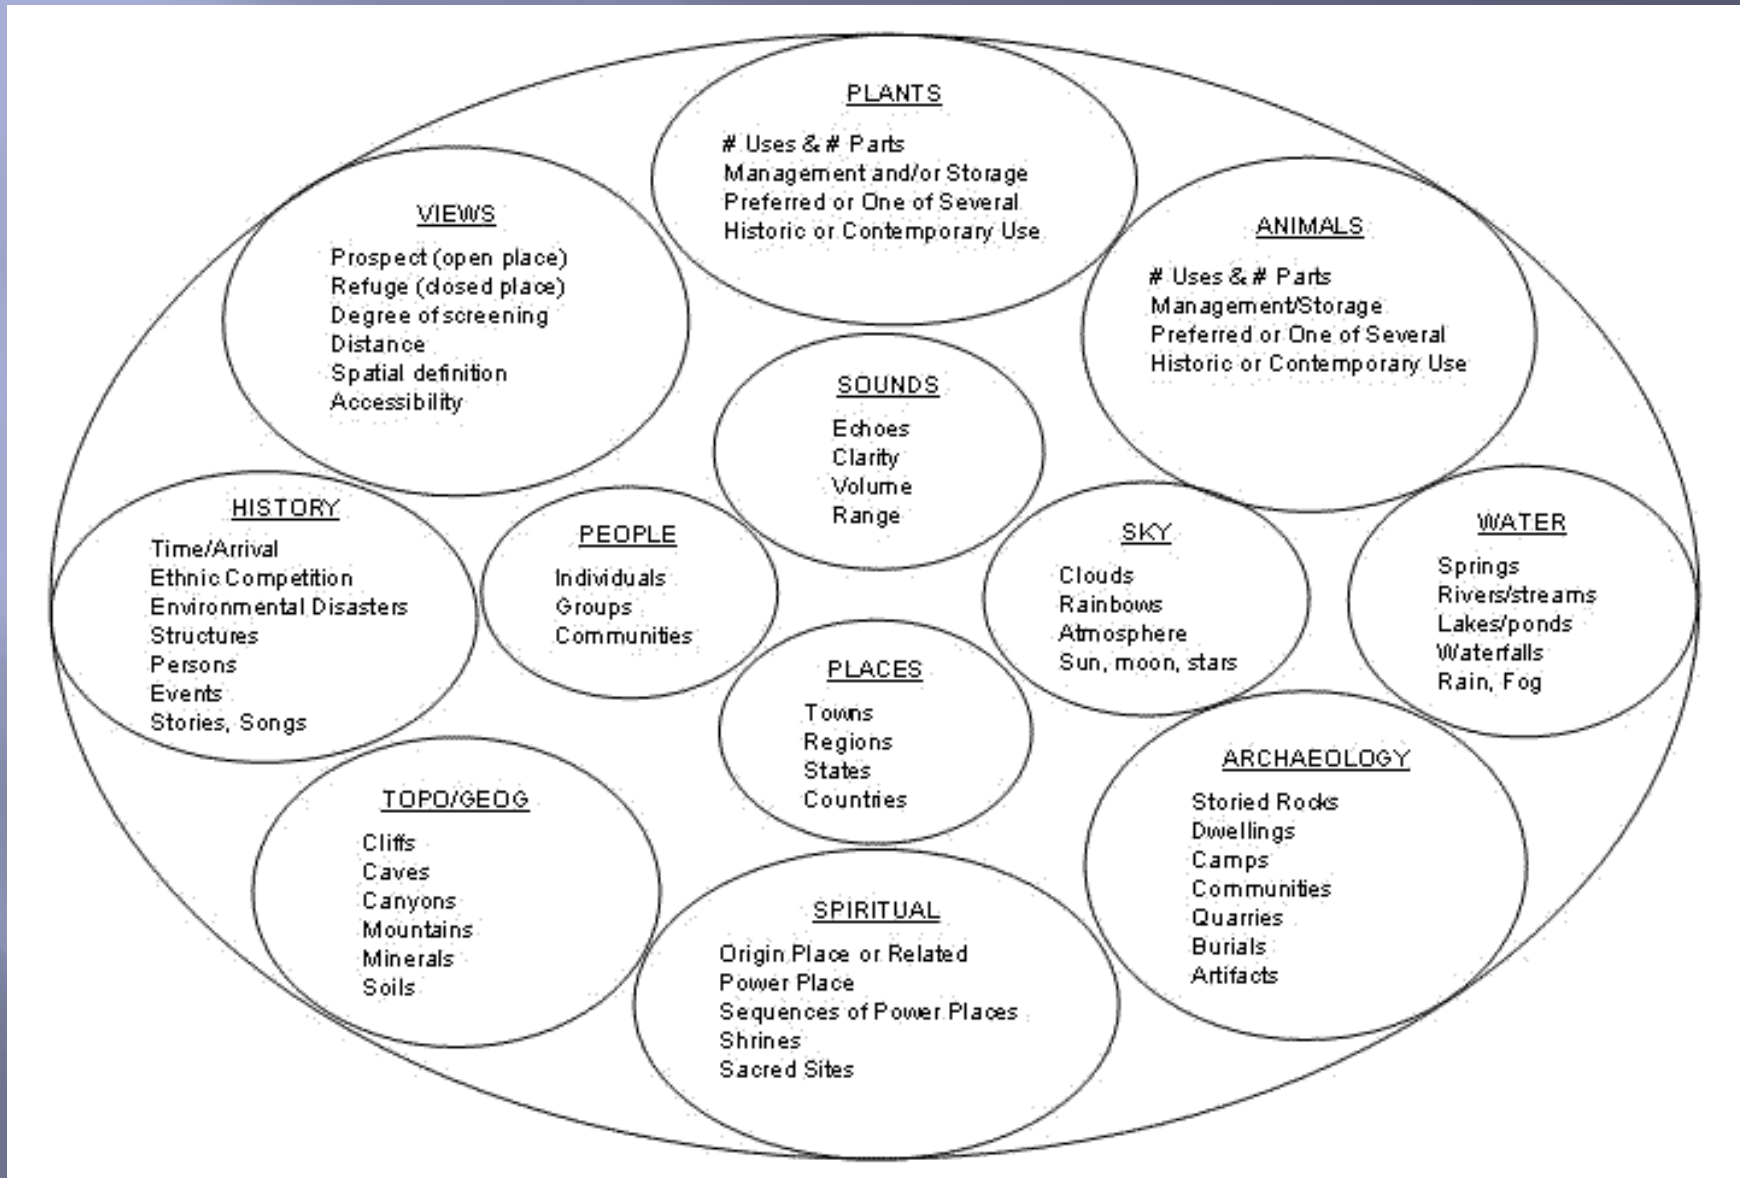 PLANTS
# Uses & # Parts
Management and/or Storage
Preferred or One of Several
Historic or Contemporary Use
VIEWS
Prospect (open place)
Refuge (closed place)
Degree of screening
Distance
Spatial definition
Accessibility
ANIMALS
# Uses & # Parts
Management/Storage
Preferred or One of Several
Historic or Contemporary Use
SOUNDS
Echoes
Clarity
Volume
Range
HISTORY
Time/Arrival
Ethnic Competition
Environmental Disasters
Structures
Persons
Events
Stories, Songs
PEOPLE
Individuals
Groups
Communities
SKY
Clouds
Rainbows
Atmosphere
Sun, moon, stars
WATER
Springs
Rivers/streams
Lakes/ponds
Waterfalls
Rain, Fog
PLACES
Towns
Regions
States
Countries
TOPO/GEOG
Cliffs
Caves
Canyons
Mountains
Minerals
Soils
ARCHAEOLOGY
Storied Rocks
Dwellings
Camps
Communities
Quarries
Burials
Artifacts
SPIRITUAL
Origin Place or Related
Power Place
Sequences of Power Places
Shrines
Sacred Sites